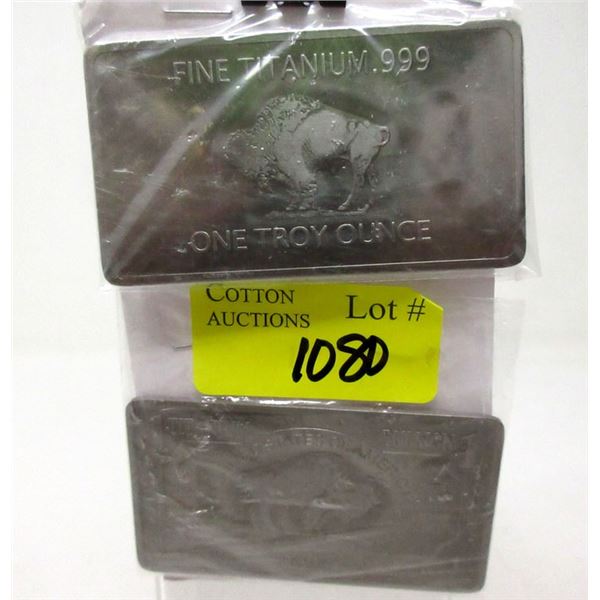 FINE TITANIUM .999
ONE TROY OUNCE
COTTON
AUCTIONS
Lot #
1080